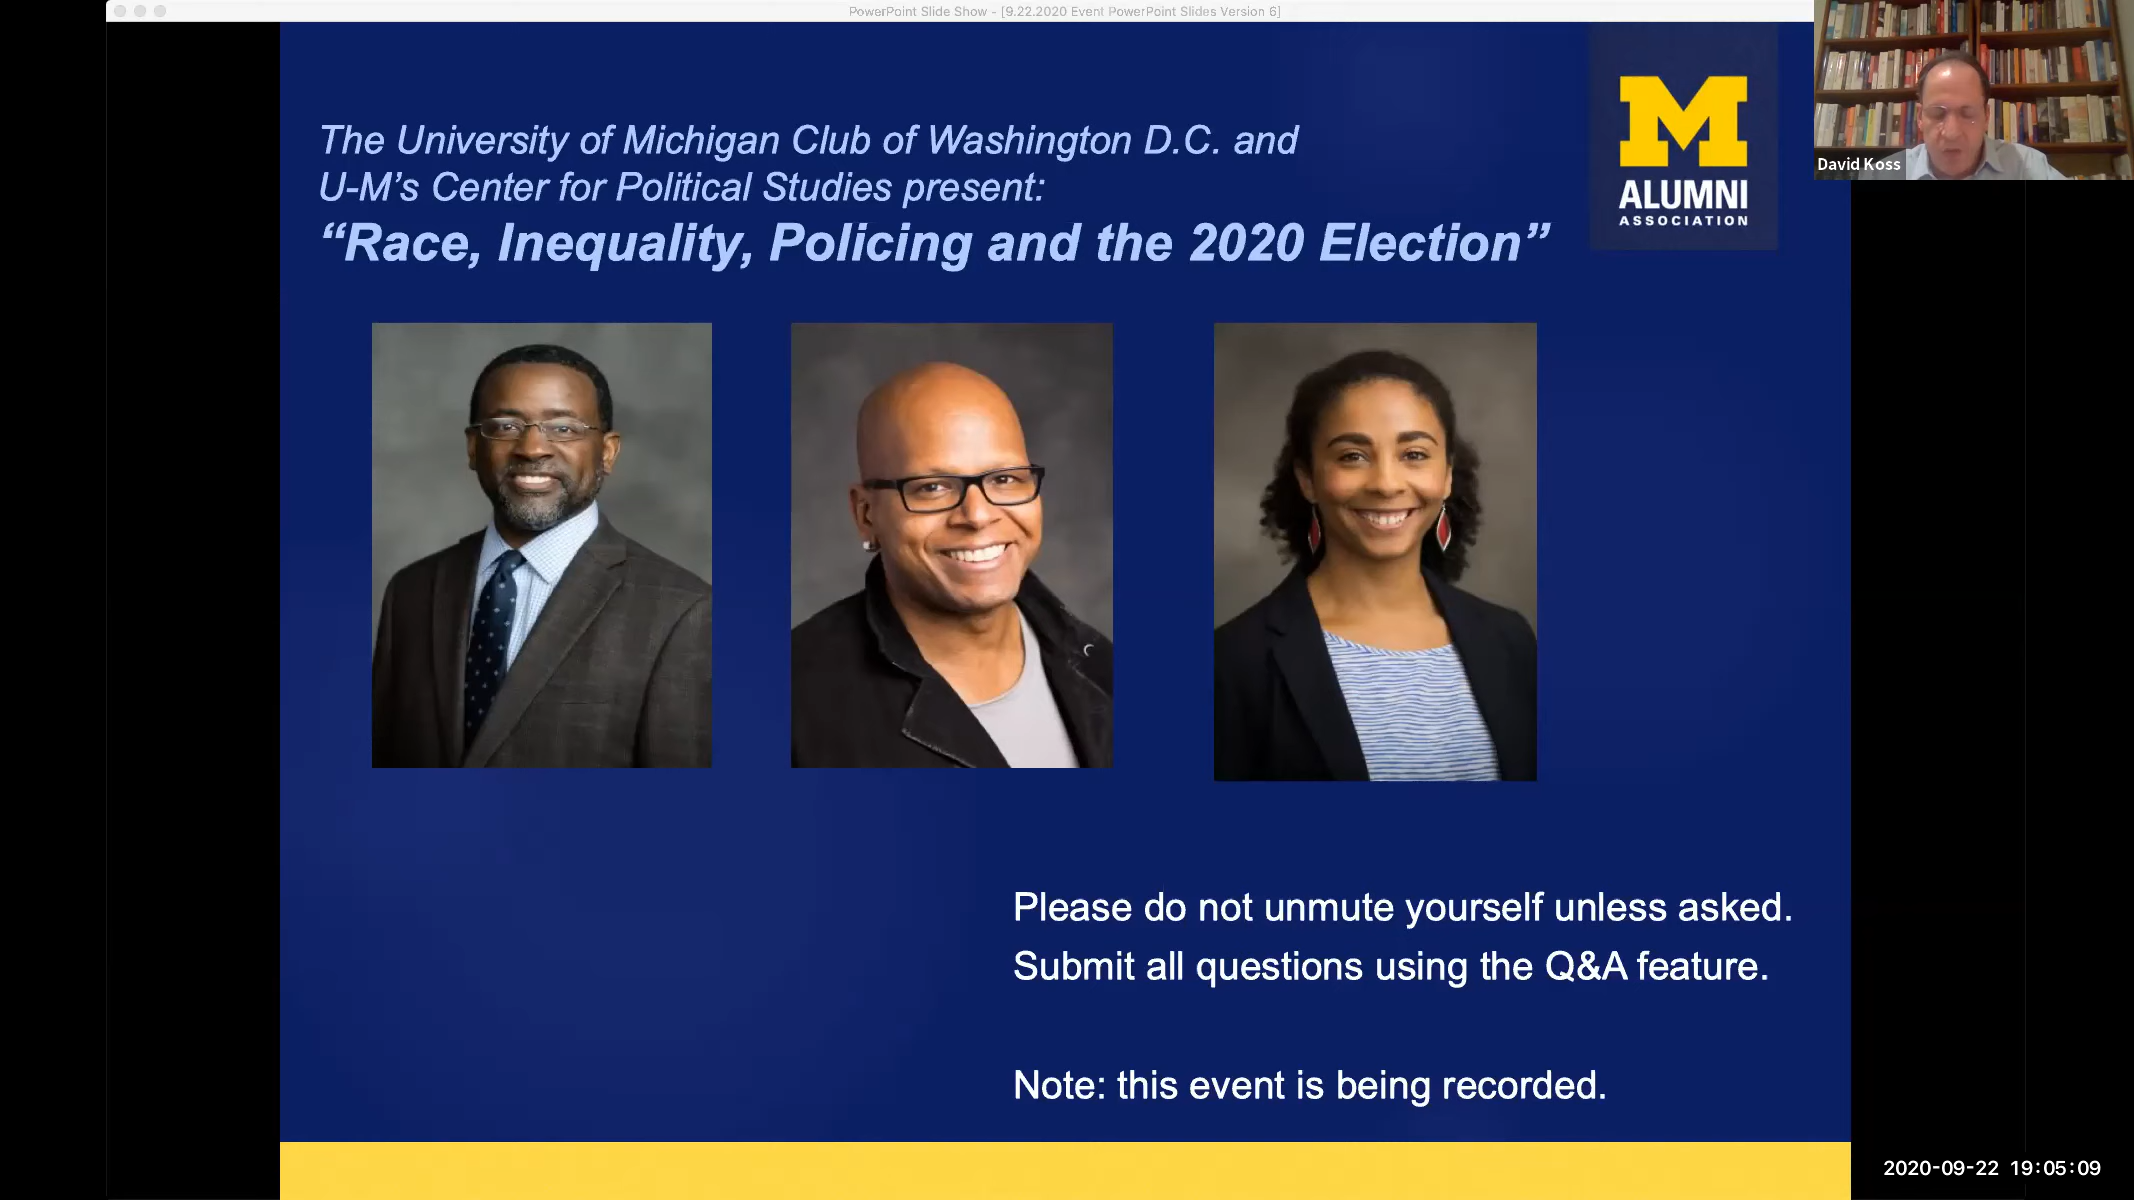 PowerPoint Slide Show - [9.22.2020 Event PowerPoint Slides Version 6]
The University of Michigan Club of Washington D.C. and
U-M’s Center for Political Studies present:
“Race, Inequality, Policing and the 2020 Election”
M
ALUMNI
ASSOCIATION
David Koss
Please do not unmute yourself unless asked.
Submit all questions using the Q&A feature.
Note: this event is being recorded.
2020-09-22 19:05:09